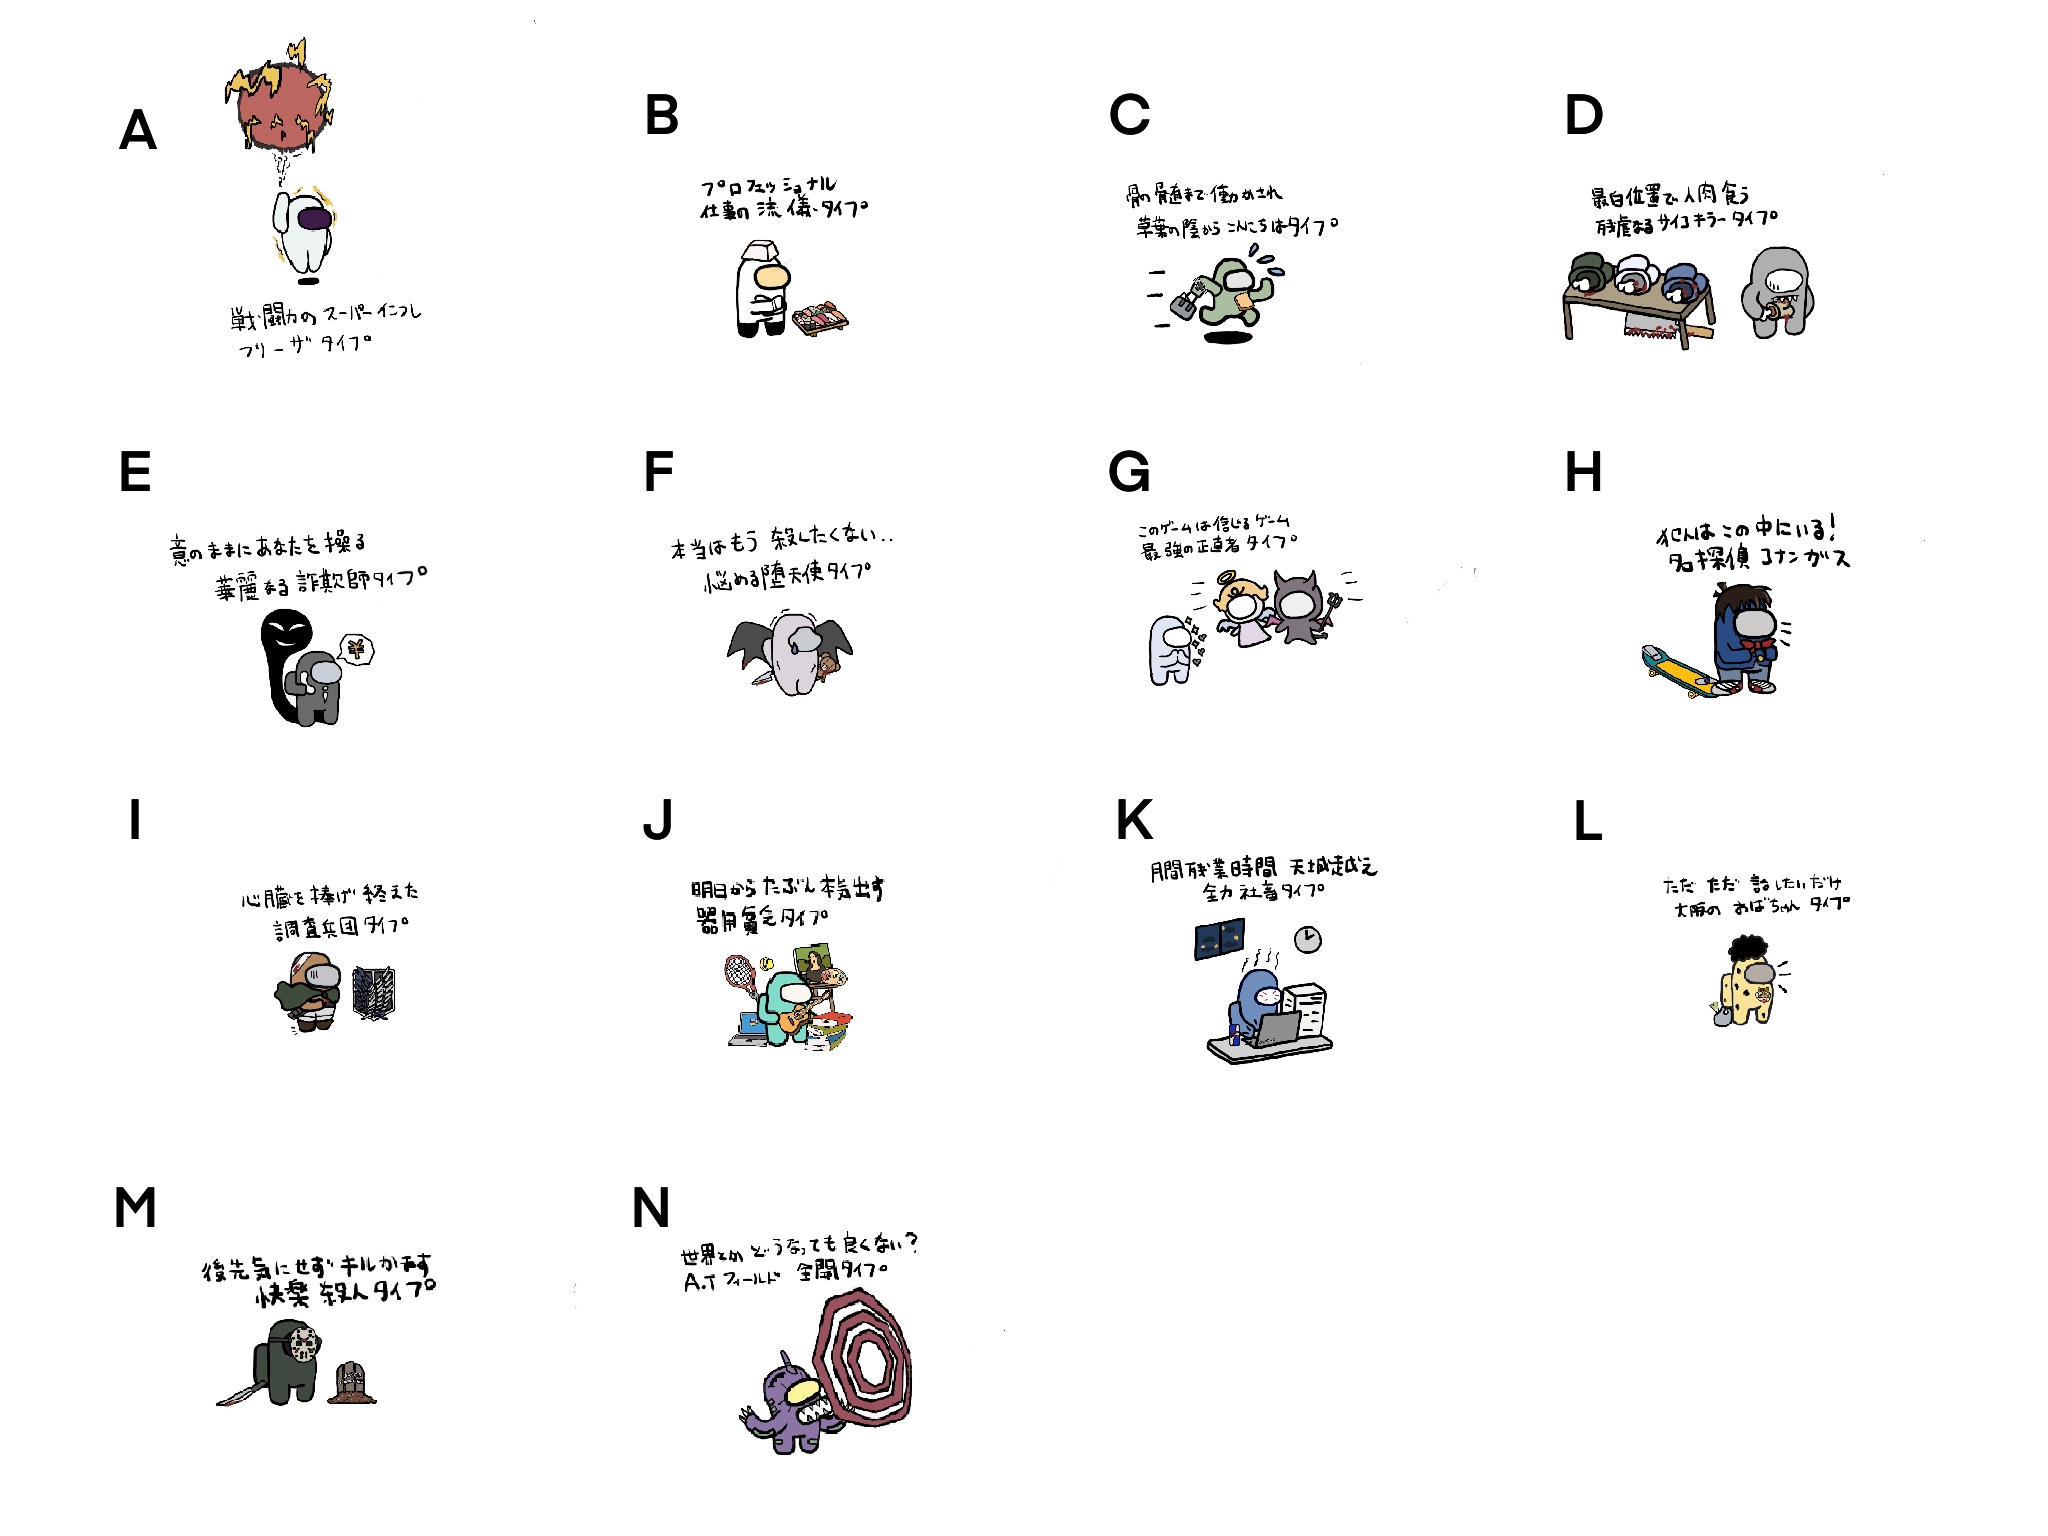 A
戦闘力のスーパーインフレ
フリーザタイプ
B
プロフェッショナル
仕事の流儀タイプ
C
骨の髄まで働かされ
草葉の陰からこんにちはタイプ
D
最白位置で人肉食う
残虐なるサイコキラータイプ
E
意のままにあなたを操る
華麗なる詐欺師タイプ
¥
F
本当はもう殺したくない..
悩める堕天使タイプ
G
このゲームは信じるゲーム
最強の正直者タイプ
H
犯人はこの中にいる!
名探偵コナンガス
I
心臓を捧げ終えた
調査兵団タイプ
J
明日からたぶん本気出す
器用貧乏タイプ
K
月間残業時間 天城越え
全力社畜タイプ
L
ただただ話したいだけ
大阪のおばちゃんタイプ
M
後先気にせずキルかます
快楽殺人タイプ
N
世界とかどうなっても良くない?
A.Tフィールド 全開タイプ